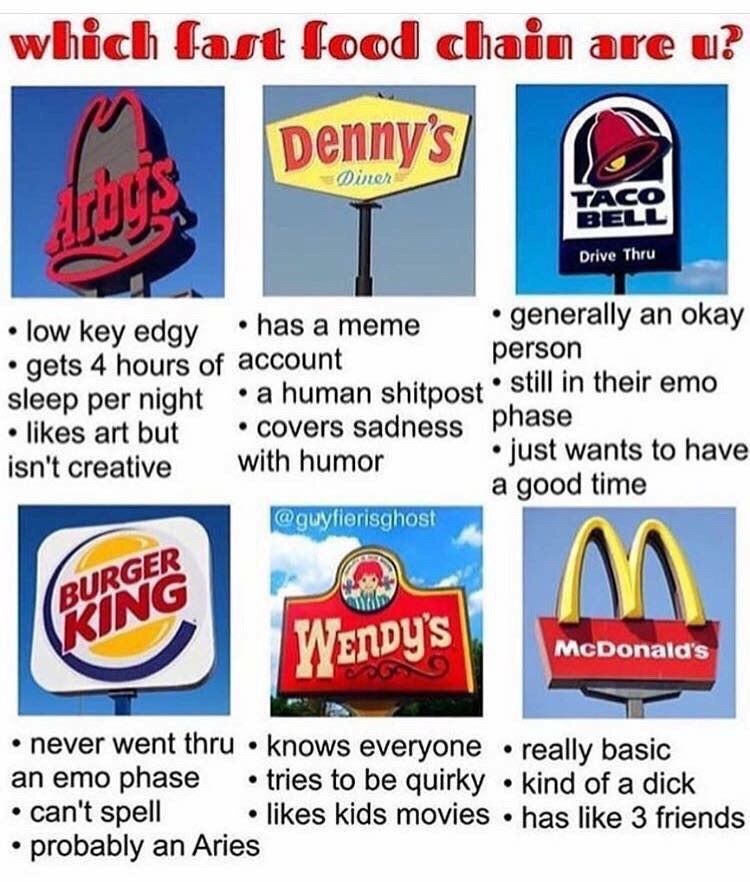 which fast food chain are u?
Arby's
Denny's
Diner
TACO
BELL
Drive Thru
• low key edgy
• gets 4 hours of
sleep per night
• likes art but
isn't creative
• has a meme
account
• a human shitpost
• covers sadness
with humor
• generally an okay
person
• still in their emo
phase
• just wants to have
a good time
BURGER
KING
@guyfierisghost
WENDY'S
McDonald's
• never went thru
an emo phase
• can't spell
• probably an Aries
• knows everyone
• tries to be quirky
• likes kids movies
• really basic
• kind of a dick
• has like 3 friends